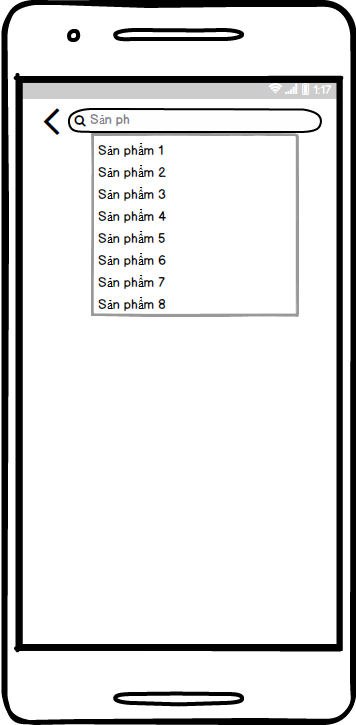 1:17
Sản ph
Sản phẩm 1
Sản phẩm 2
Sản phẩm 3
Sản phẩm 4
Sản phẩm 5
Sản phẩm 6
Sản phẩm 7
Sản phẩm 8